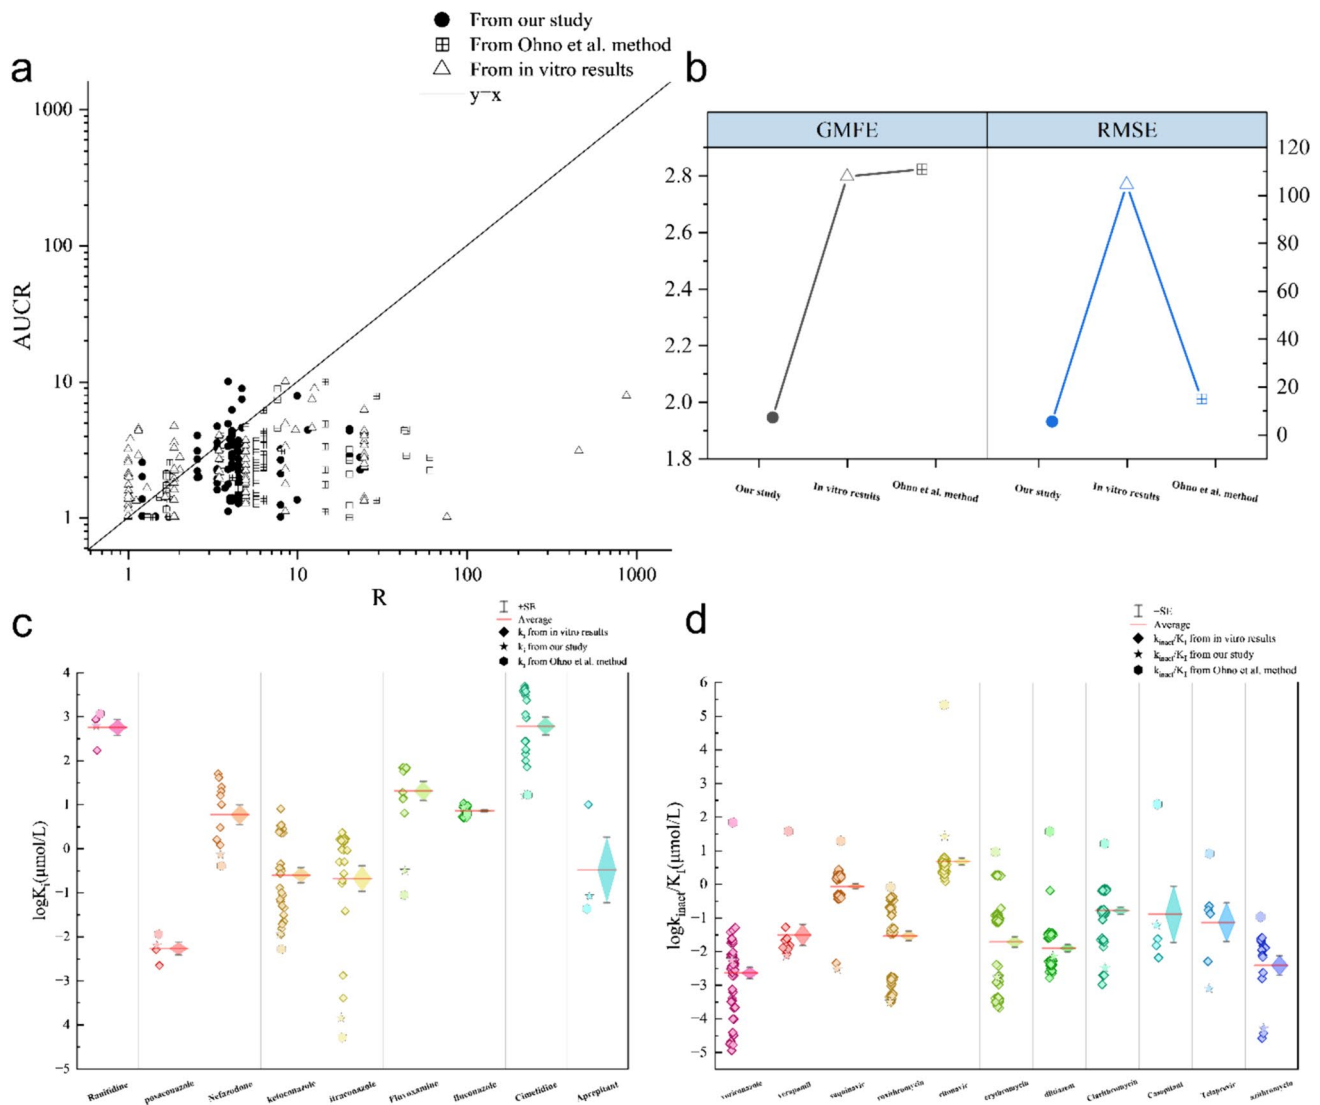 a
From our study
From Ohno et al. method
From in vitro results
y=x
1000
100
10
1
AUCR
1 10 100 1000
R
b
GMFE RMSE
2.8
2.6
2.4
2.2
2.0
1.8
120
100
80
60
40
20
0
Our study In vitro results Ohno et al. method Our study In vitro results Ohno et al. method
c
±SE
Average
ki from in vitro results
ki from our study
ki from Ohno et al. method
4
3
2
1
0
−1
−2
−3
−4
−5
logKi(μmol/L)
Ranitidine posaconazole Nefazodone ketoconazole itraconazole Fluvoxamine fluconazole Cimetidine Aprepitant
d
Average
kinact/KI from in vitro results
kinact/KI from our study
kinact/KI from Ohno et al. method
6
5
4
3
2
1
0
−1
−2
−3
−4
−5
logkinact/KI(μmol/L)
voriconazole verapamil saquinavir roxithromycin ritonavir erythromycin diltiazem Clarithromycin Casopitant Telaprevir azithromycin